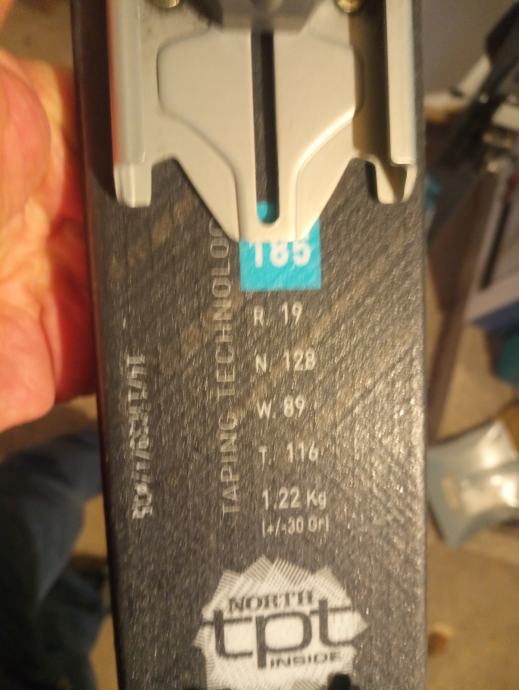 185
TAPING TECHNOLOG
R. 19
N. 128
W. 89
T. 116
1.22 Kg
(+/-30 Gr)
NORTH
tpt
INSIDE